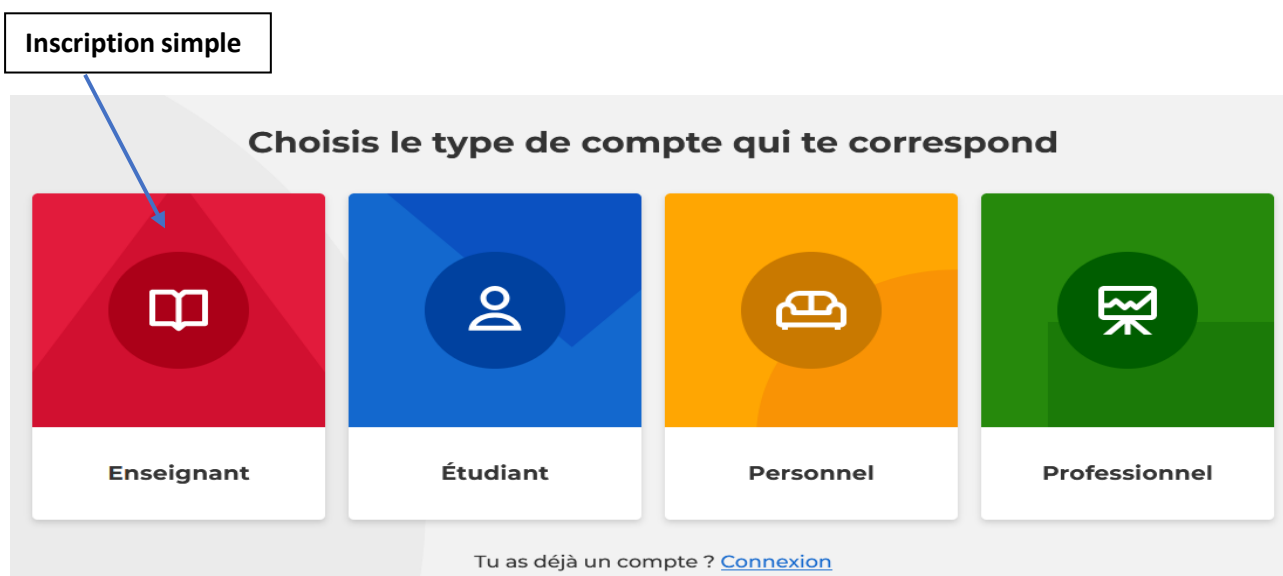 Inscription simple
Choisis le type de compte qui te correspond
Enseignant
Étudiant
Personnel
Professionnel
Tu as déjà un compte ? Connexion